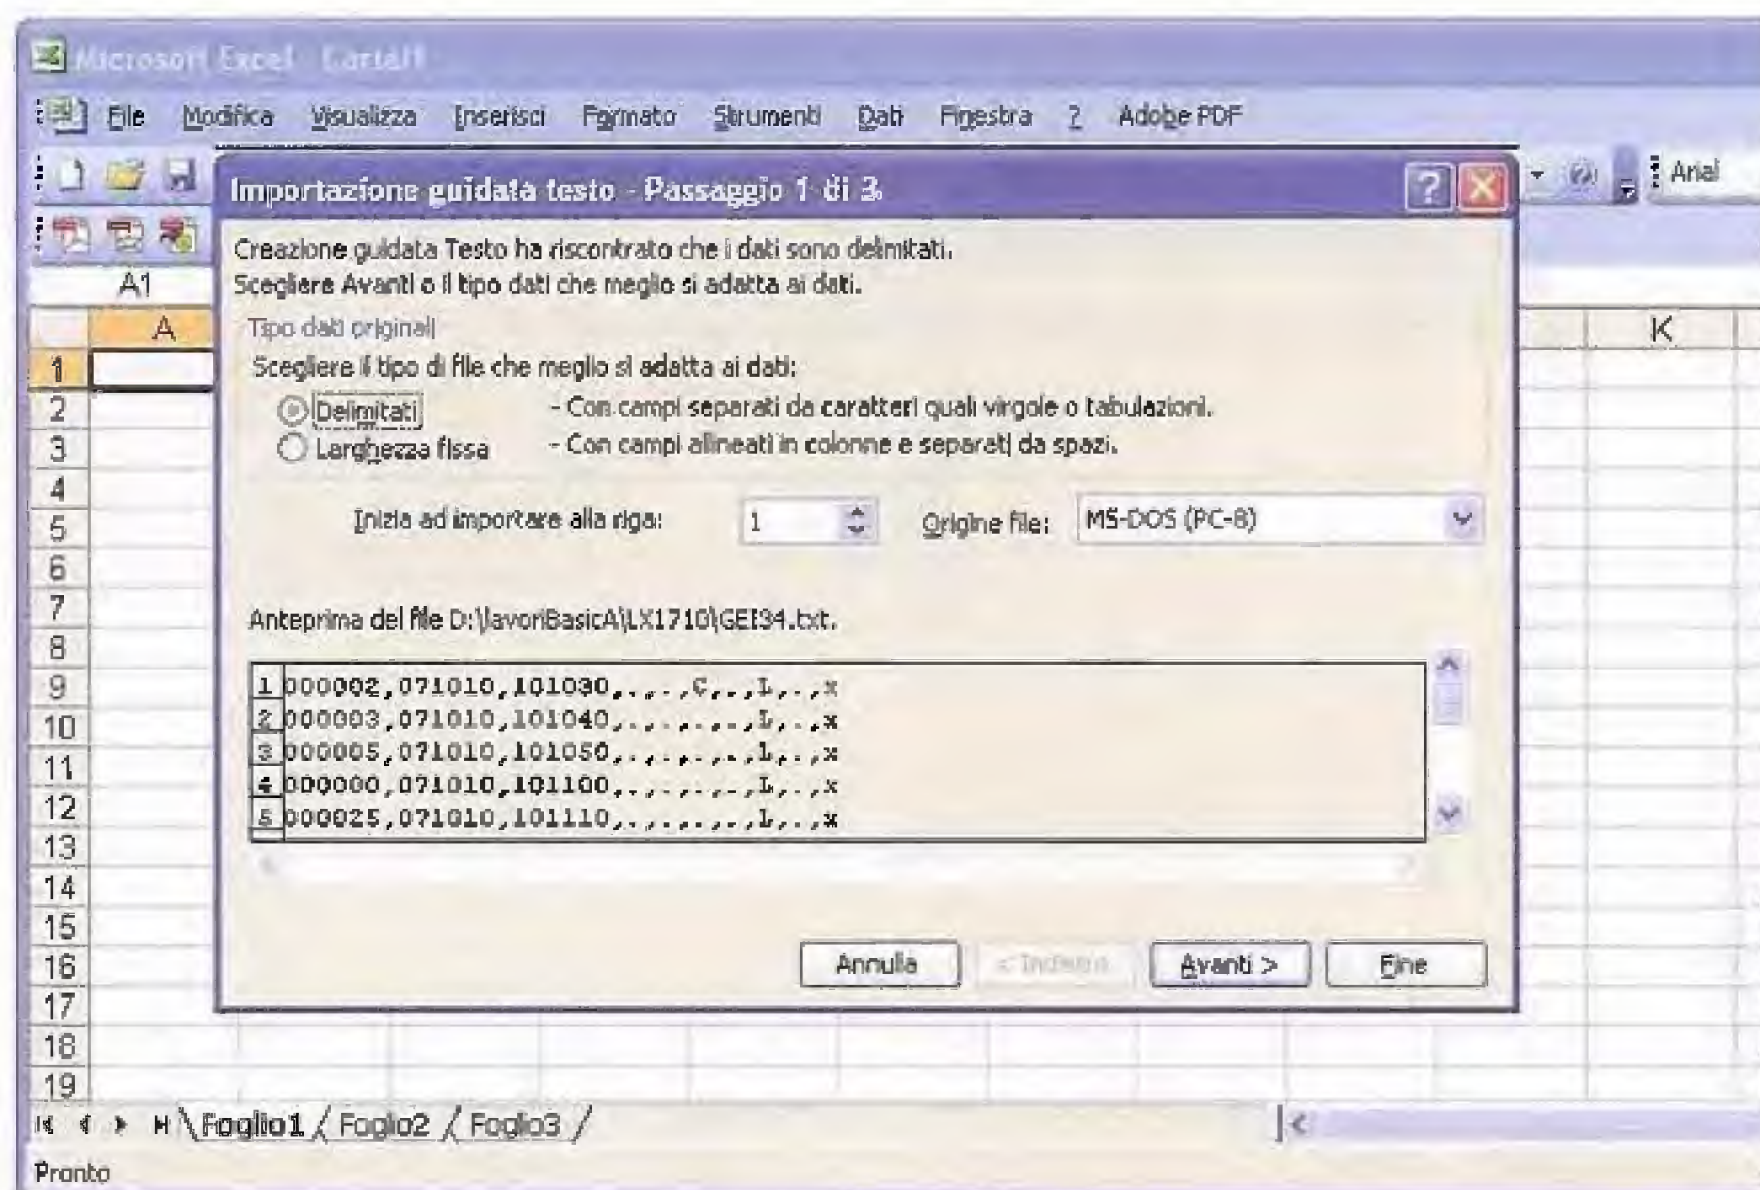 Microsoft Excel - Cartel1
File Modifica Visualizza Inserisci Formato Strumenti Dati Finestra ? Adobe PDF
Arial
Importazione guidata testo - Passaggio 1 di 3
Creazione guidata Testo ha riscontrato che i dati sono delimitati.
A1
Scegliere Avanti o il tipo dati che meglio si adatta ai dati.
Tipo dati originali
A K
Scegliere il tipo di file che meglio si adatta ai dati:
1
Delimitati - Con campi separati da caratteri quali virgole o tabulazioni.
2
Larghezza fissa - Con campi allineati in colonne e separati da spazi.
3
4
Inizia ad importare alla riga: 1 Origine file: MS-DOS (PC-8)
5
6
7
Anteprima del file D:\lavoriBasicA\LX1710\GEI94.txt.
8
9
1 000002,071010,101030,,,,C,,,L,,,x
10
2 000003,071010,101040,,,,,,,L,,,x
3 000005,071010,101050,,,,,,,L,,,x
11
4 000000,071010,101100,,,,,,,L,,,x
12
5 000025,071010,101110,,,,,,,L,,,x
13
14
15
16
Annulla < Indietro Avanti > Fine
17
18
19
Foglio1 / Foglio2 / Foglio3 /
Pronto